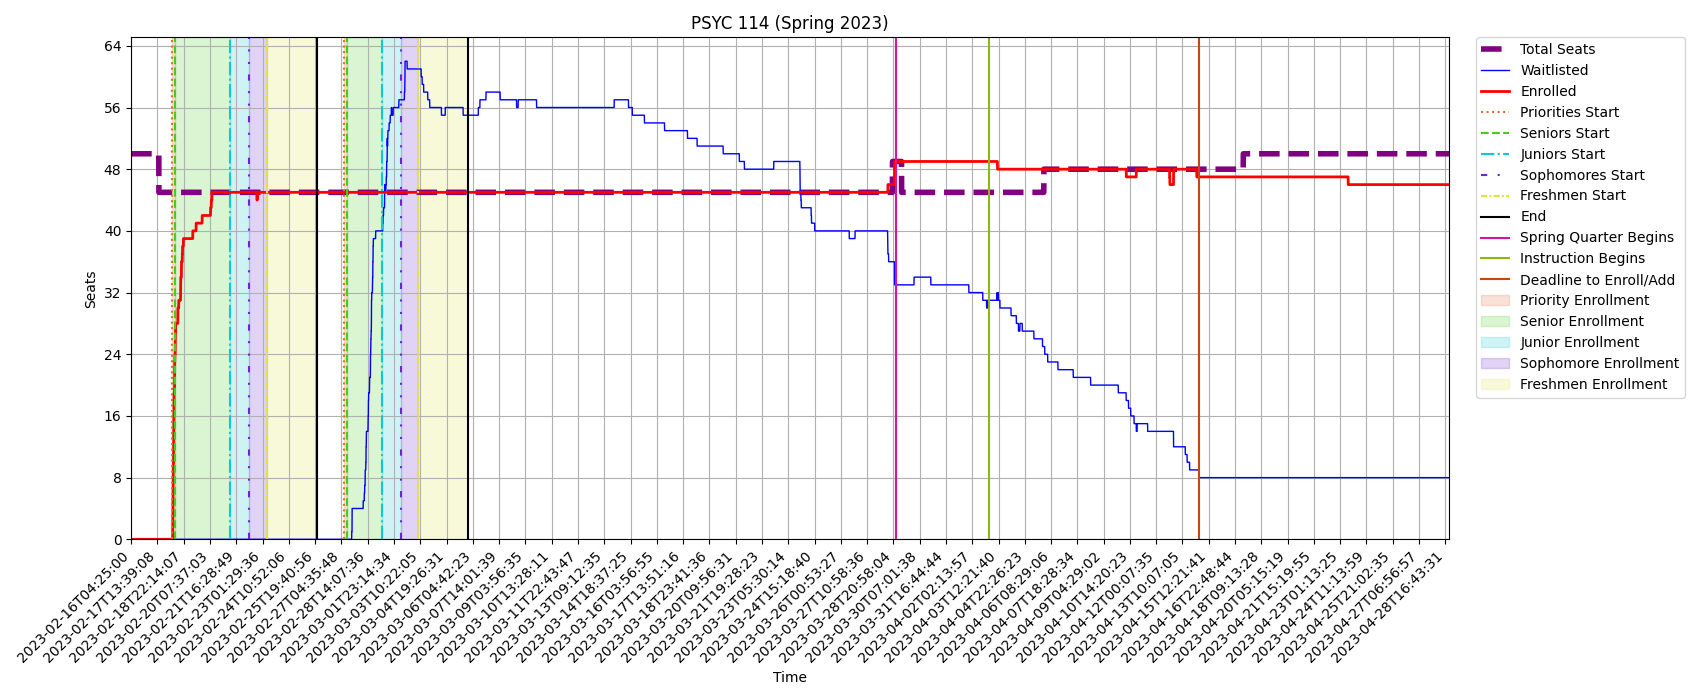 PSYC 114 (Spring 2023)
Seats
64
56
48
40
32
24
16
8
0
2023-02-16T04:25:00
2023-02-17T13:39:08
2023-02-18T22:14:07
2023-02-20T07:37:03
2023-02-21T16:28:49
2023-02-23T01:29:36
2023-02-24T10:52:06
2023-02-25T19:40:56
2023-02-27T04:35:48
2023-02-28T14:07:36
2023-03-01T23:14:34
2023-03-03T10:22:05
2023-03-04T19:26:31
2023-03-06T04:42:23
2023-03-07T14:01:39
2023-03-09T03:56:35
2023-03-10T13:28:11
2023-03-11T22:43:47
2023-03-13T09:12:35
2023-03-14T18:37:25
2023-03-16T03:56:55
2023-03-17T13:51:16
2023-03-18T23:41:36
2023-03-20T09:56:31
2023-03-21T19:28:23
2023-03-23T05:30:14
2023-03-24T15:18:40
2023-03-26T00:53:27
2023-03-27T10:58:36
2023-03-28T20:58:04
2023-03-30T07:01:38
2023-03-31T16:44:44
2023-04-02T02:13:57
2023-04-03T12:21:40
2023-04-04T22:26:23
2023-04-06T08:29:06
2023-04-07T18:28:34
2023-04-09T04:29:02
2023-04-10T14:20:23
2023-04-12T00:07:35
2023-04-13T10:07:05
2023-04-15T12:21:41
2023-04-16T22:48:44
2023-04-18T09:13:28
2023-04-20T05:15:19
2023-04-21T15:19:55
2023-04-23T01:13:25
2023-04-24T11:13:59
2023-04-25T21:02:35
2023-04-27T06:56:57
2023-04-28T16:43:31
Time
Total Seats
Waitlisted
Enrolled
Priorities Start
Seniors Start
Juniors Start
Sophomores Start
Freshmen Start
End
Spring Quarter Begins
Instruction Begins
Deadline to Enroll/Add
Priority Enrollment
Senior Enrollment
Junior Enrollment
Sophomore Enrollment
Freshmen Enrollment